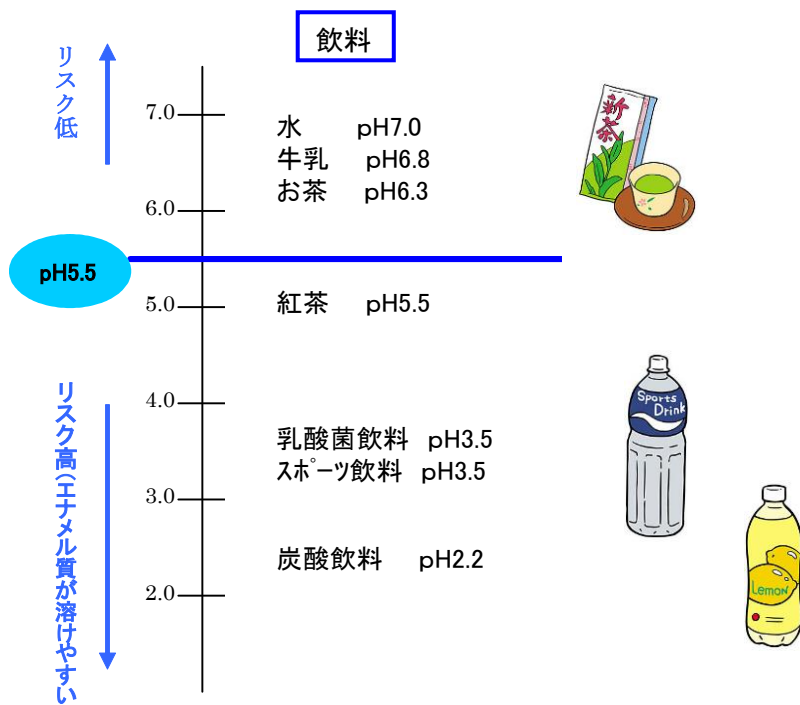 飲料
リスク低
7.0
水 pH7.0
牛乳 pH6.8
お茶 pH6.3
新茶
6.0
pH5.5
5.0
紅茶 pH5.5
4.0
リスク高(エナメル質が溶けやすい
乳酸菌飲料 pH3.5
スポーツ飲料 pH3.5
Sports
Drink
3.0
炭酸飲料 pH2.2
2.0
Lemon